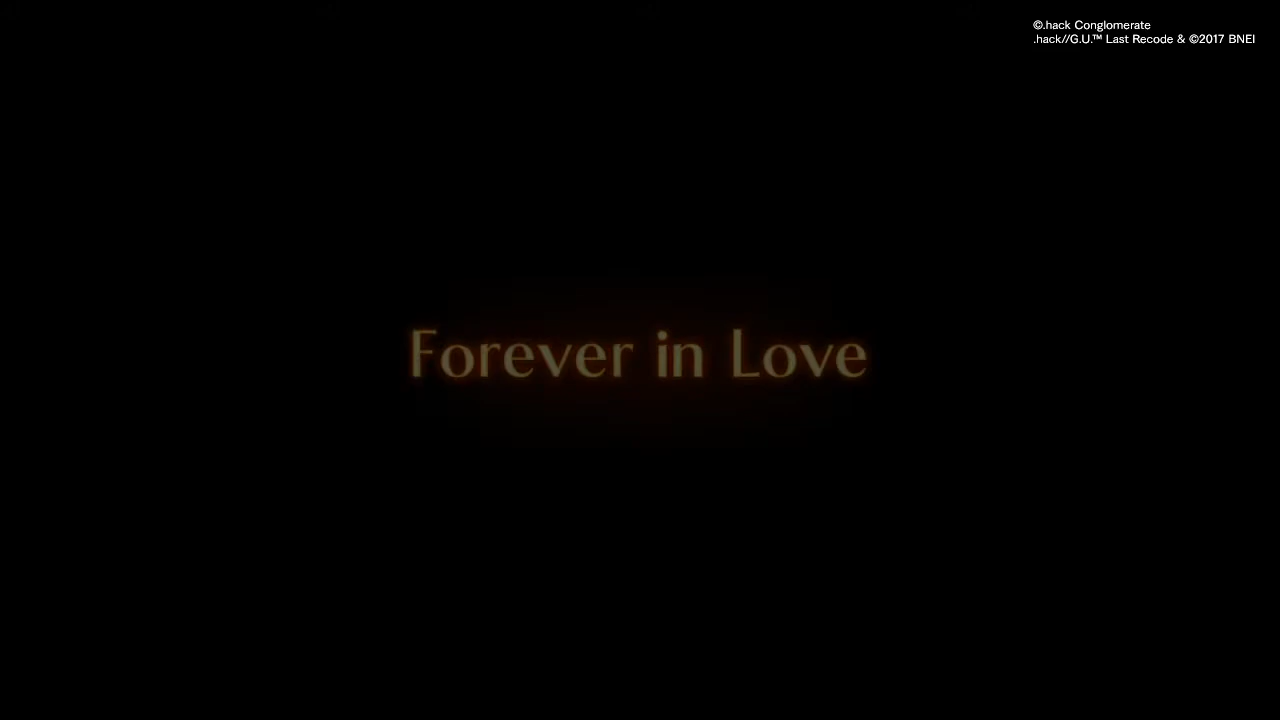 ©.hack Conglomerate
.hack//G.U.™ Last Recode & ©2017 BNEI
Forever in Love